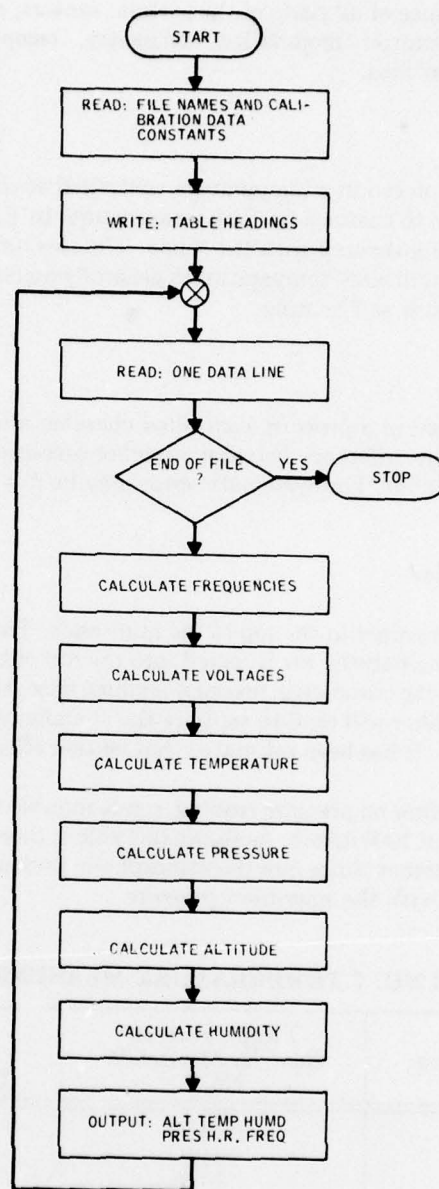 START
READ: FILE NAMES AND CALI-
BRATION DATA
CONSTANTS
WRITE: TABLE HEADINGS
READ: ONE DATA LINE
END OF FILE
?
YES
STOP
CALCULATE FREQUENCIES
CALCULATE VOLTAGES
CALCULATE TEMPERATURE
CALCULATE PRESSURE
CALCULATE ALTITUDE
CALCULATE HUMIDITY
OUTPUT: ALT TEMP HUMD
PRES H.R. FREQ